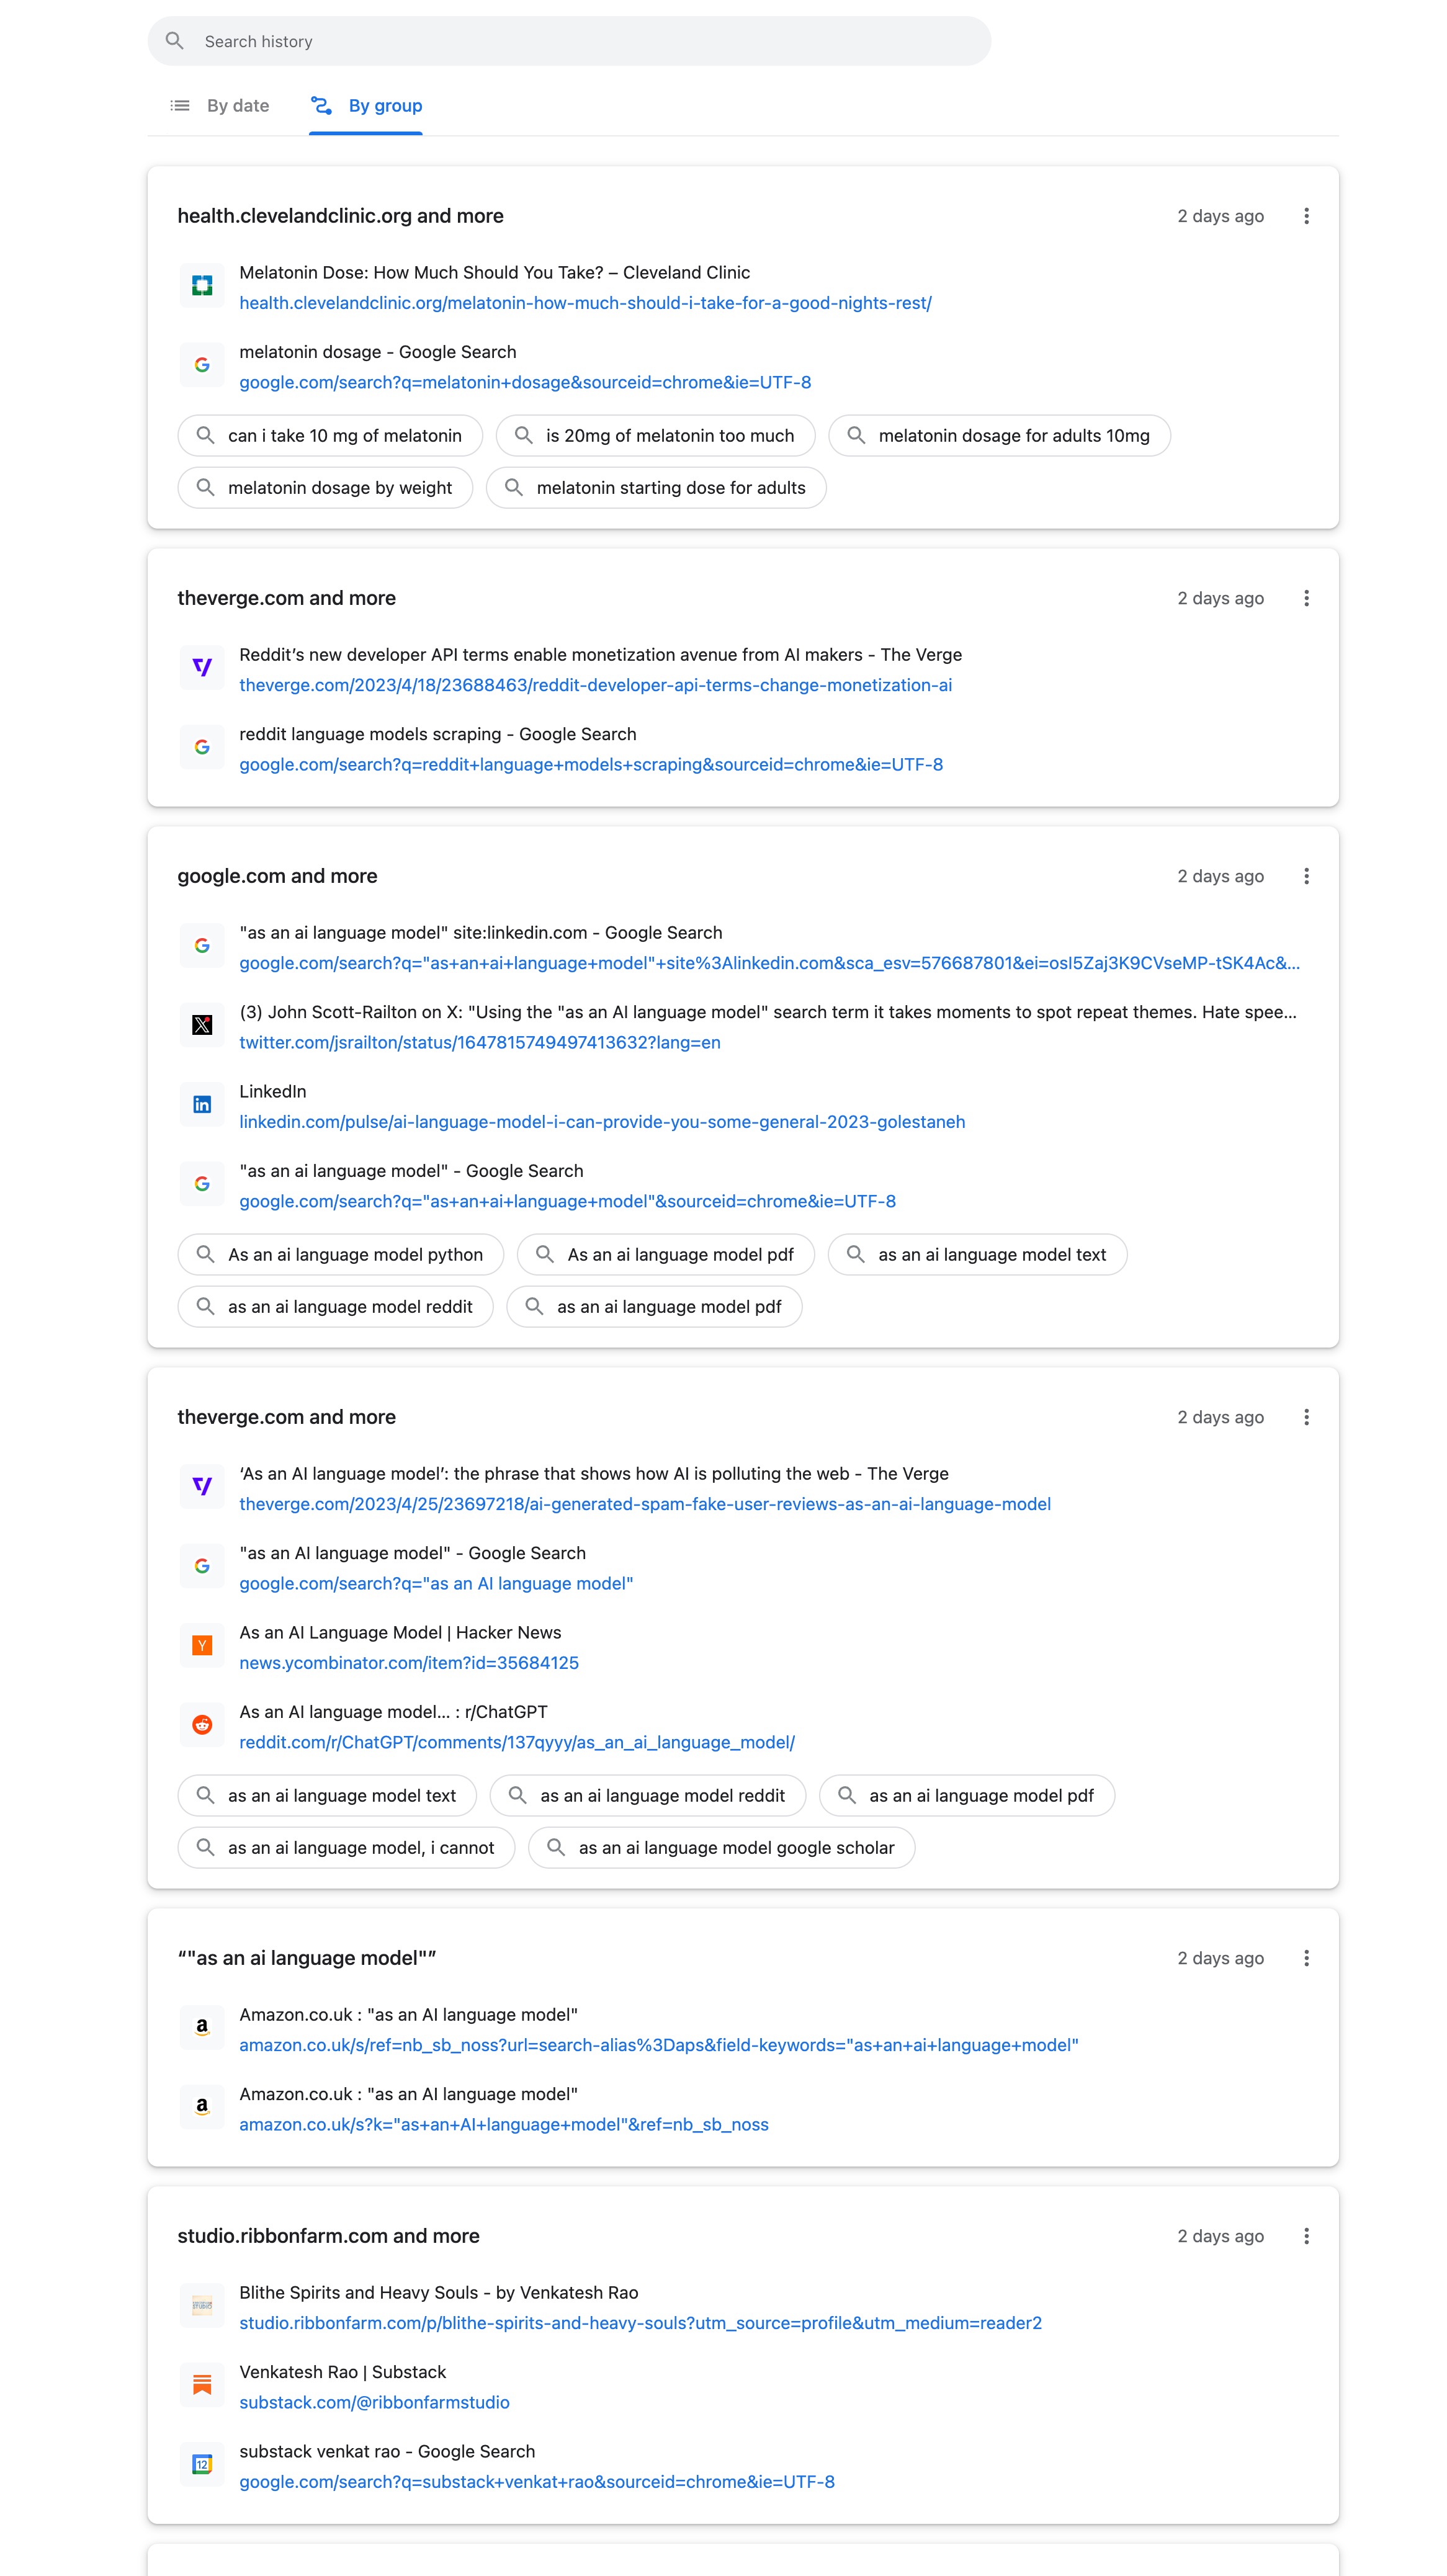 Search history
By date
By group
health.clevelandclinic.org and more
2 days ago
Melatonin Dose: How Much Should You Take? – Cleveland Clinic
health.clevelandclinic.org/melatonin-how-much-should-i-take-for-a-good-nights-rest/
melatonin dosage - Google Search
google.com/search?q=melatonin+dosage&sourceid=chrome&ie=UTF-8
can i take 10 mg of melatonin
is 20mg of melatonin too much
melatonin dosage for adults 10mg
melatonin dosage by weight
melatonin starting dose for adults
theverge.com and more
2 days ago
Reddit’s new developer API terms enable monetization avenue from AI makers - The Verge
theverge.com/2023/4/18/23688463/reddit-developer-api-terms-change-monetization-ai
reddit language models scraping - Google Search
google.com/search?q=reddit+language+models+scraping&sourceid=chrome&ie=UTF-8
google.com and more
2 days ago
"as an ai language model" site:linkedin.com - Google Search
google.com/search?q="as+an+ai+language+model"+site%3Alinkedin.com&sca_esv=576687801&ei=osI5Zaj3K9CVseMP-tSK4Ac&...
(3) John Scott-Railton on X: "Using the "as an AI language model" search term it takes moments to spot repeat themes. Hate spee...
twitter.com/jsrailton/status/1647815749497413632?lang=en
LinkedIn
linkedin.com/pulse/ai-language-model-i-can-provide-you-some-general-2023-golestaneh
"as an ai language model" - Google Search
google.com/search?q="as+an+ai+language+model"&sourceid=chrome&ie=UTF-8
As an ai language model python
As an ai language model pdf
as an ai language model text
as an ai language model reddit
as an ai language model pdf
theverge.com and more
2 days ago
‘As an AI language model’: the phrase that shows how AI is polluting the web - The Verge
theverge.com/2023/4/25/23697218/ai-generated-spam-fake-user-reviews-as-an-ai-language-model
"as an AI language model" - Google Search
google.com/search?q="as an AI language model"
As an AI Language Model | Hacker News
news.ycombinator.com/item?id=35684125
As an AI language model... : r/ChatGPT
reddit.com/r/ChatGPT/comments/137qyyy/as_an_ai_language_model/
as an ai language model text
as an ai language model reddit
as an ai language model pdf
as an ai language model, i cannot
as an ai language model google scholar
“"as an ai language model"”
2 days ago
Amazon.co.uk : "as an AI language model"
amazon.co.uk/s/ref=nb_sb_noss?url=search-alias%3Daps&field-keywords="as+an+ai+language+model"
Amazon.co.uk : "as an AI language model"
amazon.co.uk/s?k="as+an+AI+language+model"&ref=nb_sb_noss
studio.ribbonfarm.com and more
2 days ago
Blithe Spirits and Heavy Souls - by Venkatesh Rao
studio.ribbonfarm.com/p/blithe-spirits-and-heavy-souls?utm_source=profile&utm_medium=reader2
Venkatesh Rao | Substack
substack.com/@ribbonfarmstudio
substack venkat rao - Google Search
google.com/search?q=substack+venkat+rao&sourceid=chrome&ie=UTF-8